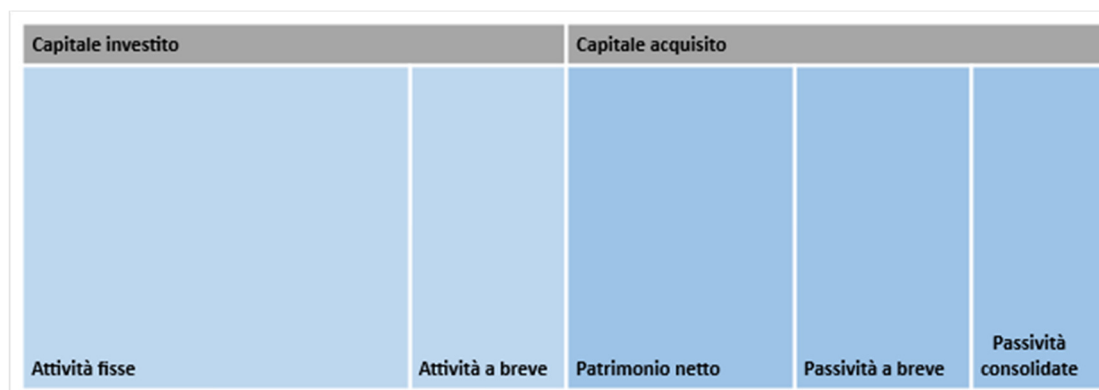 Capitale investito
Capitale acquisito
Attività fisse
Attività a breve
Patrimonio netto
Passività a breve
Passività
consolidate